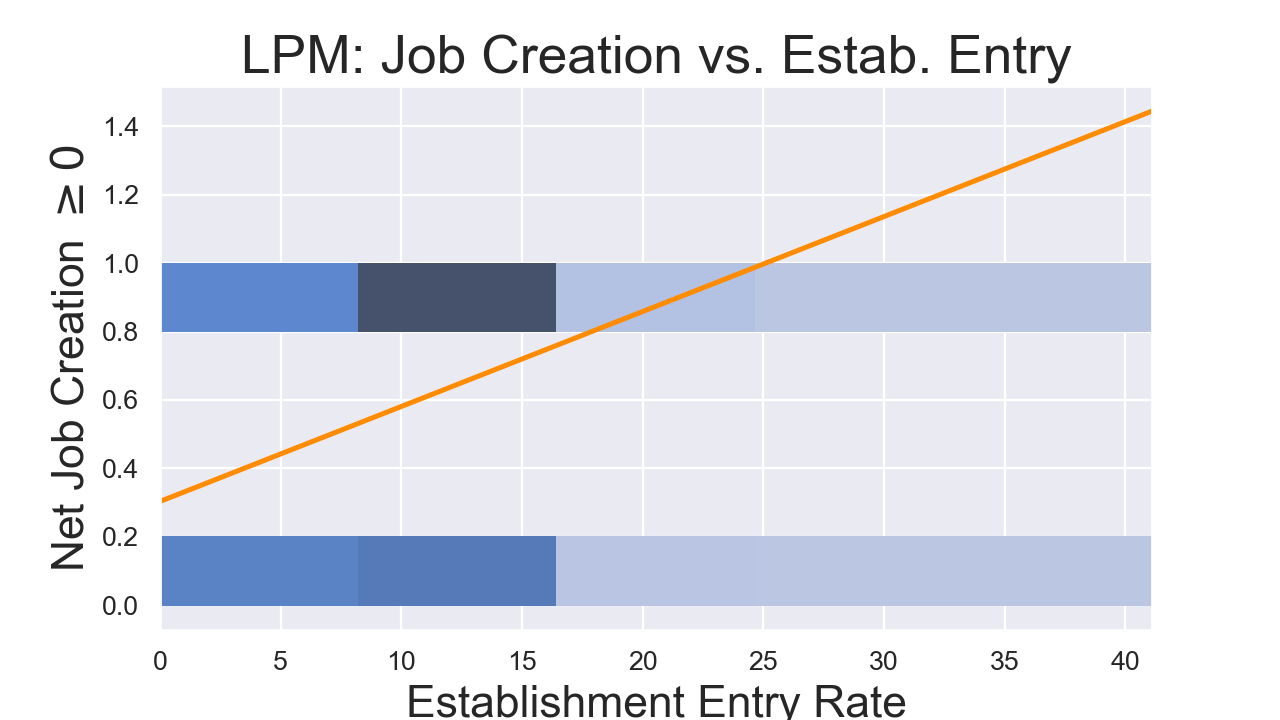 LPM: Job Creation vs. Estab. Entry
Net Job Creation ≥ 0
1.4
1.2
1.0
0.8
0.6
0.4
0.2
0.0
0 5 10 15 20 25 30 35 40
Establishment Entry Rate